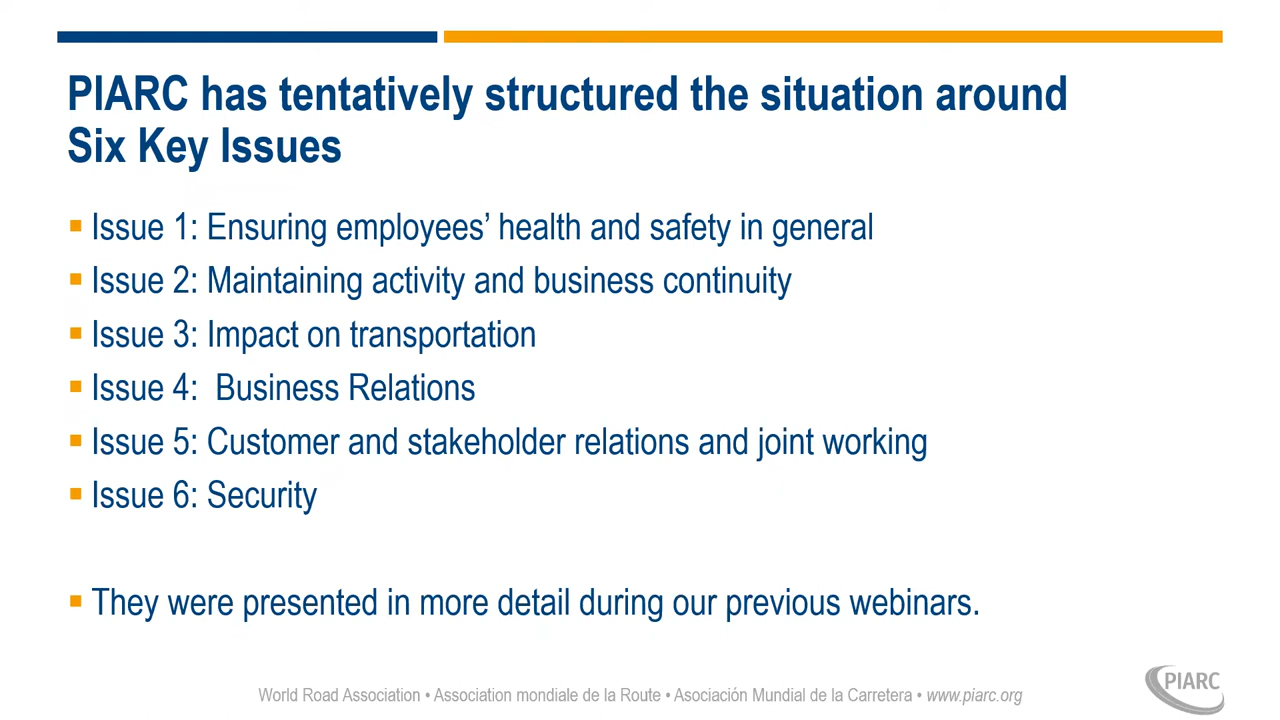 PIARC has tentatively structured the situation around
Six Key Issues
▪ Issue 1: Ensuring employees’ health and safety in general
▪ Issue 2: Maintaining activity and business continuity
▪ Issue 3: Impact on transportation
▪ Issue 4:  Business Relations
▪ Issue 5: Customer and stakeholder relations and joint working
▪ Issue 6: Security
▪ They were presented in more detail during our previous webinars.
World Road Association • Association mondiale de la Route • Asociación Mundial de la Carretera • www.piarc.org
PIARC